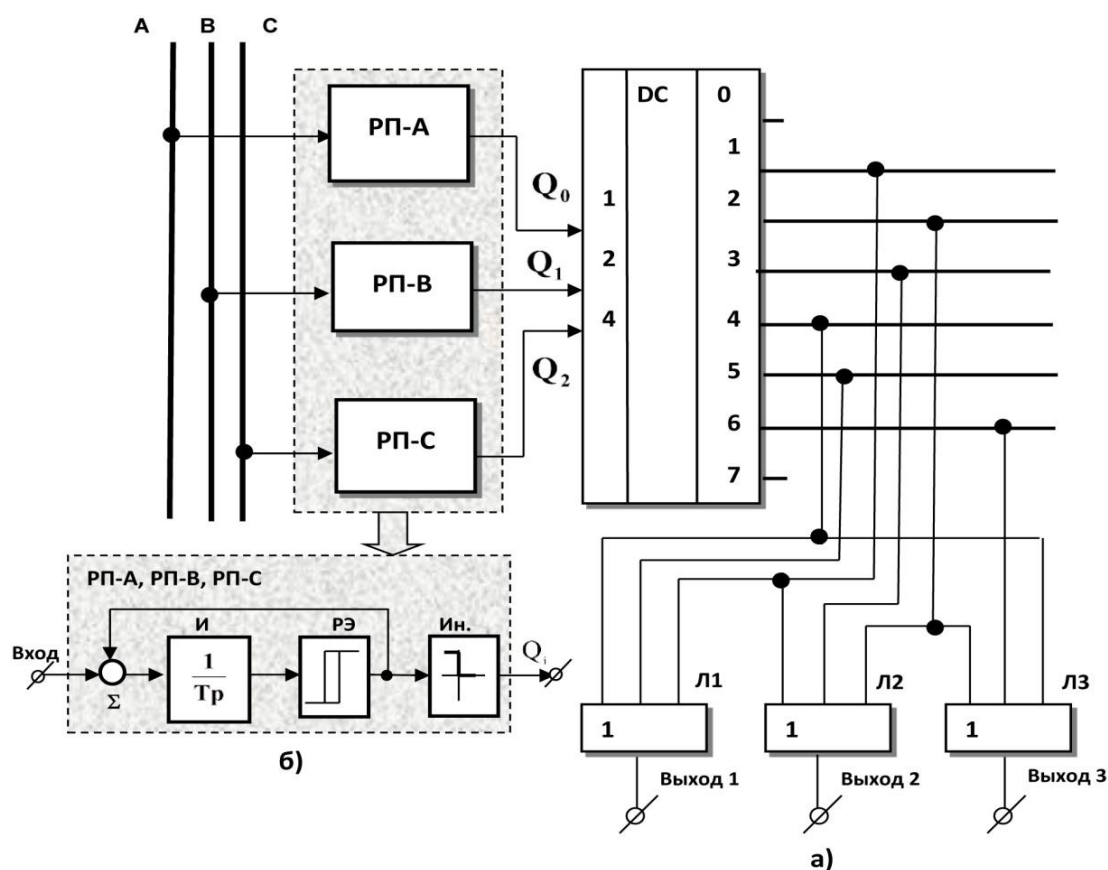 А В С
РП-А
РП-В
РП-С
Q0
Q1
Q2
1
2
4
DC
0
1
2
3
4
5
6
7
РП-А, РП-В, РП-С
Вход
Σ
И
1
Тр
РЭ
Ин.
Qi
б)
1
Л1
1
Л2
1
Л3
Выход 1
Выход 2
Выход 3
а)